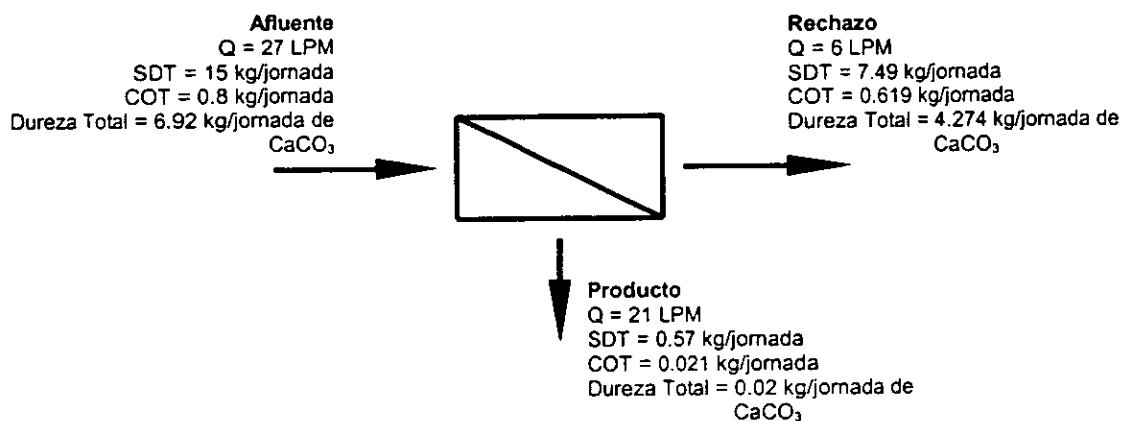 Afluente
Q = 27 LPM
SDT = 15 kg/jornada
COT = 0.8 kg/jornada
Dureza Total = 6.92 kg/jornada de
CaCO₃
Rechazo
Q = 6 LPM
SDT = 7.49 kg/jornada
COT = 0.619 kg/jornada
Dureza Total = 4.274 kg/jornada de
CaCO₃
Producto
Q = 21 LPM
SDT = 0.57 kg/jornada
COT = 0.021 kg/jornada
Dureza Total = 0.02 kg/jornada de
CaCO₃